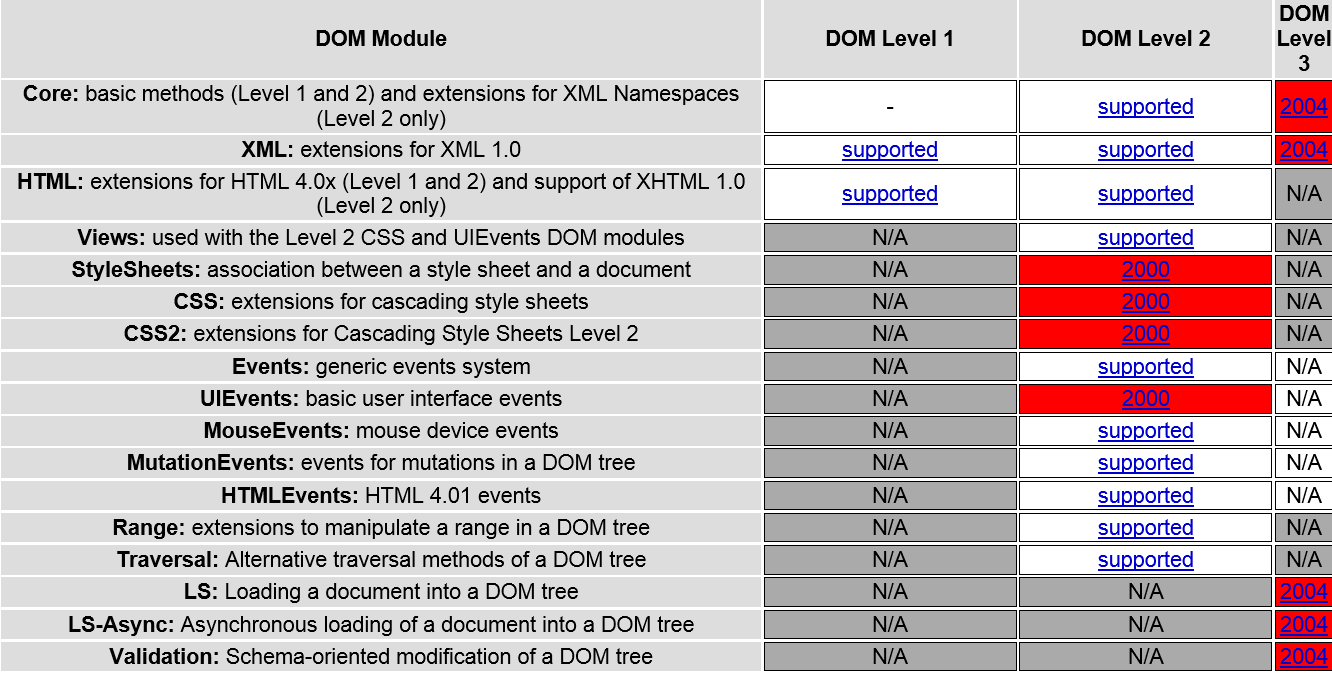 DOM Module DOM Level 1 DOM Level 2 DOM
Level
3
Core: basic methods (Level 1 and 2) and extensions for XML Namespaces
(Level 2 only) - supported 2004
XML: extensions for XML 1.0 supported supported 2004
HTML: extensions for HTML 4.0x (Level 1 and 2) and support of XHTML 1.0
(Level 2 only) supported supported N/A
Views: used with the Level 2 CSS and UIEvents DOM modules N/A supported N/A
StyleSheets: association between a style sheet and a document N/A 2000 N/A
CSS: extensions for cascading style sheets N/A 2000 N/A
CSS2: extensions for Cascading Style Sheets Level 2 N/A 2000 N/A
Events: generic events system N/A supported N/A
UIEvents: basic user interface events N/A 2000 N/A
MouseEvents: mouse device events N/A supported N/A
MutationEvents: events for mutations in a DOM tree N/A supported N/A
HTMLEvents: HTML 4.01 events N/A supported N/A
Range: extensions to manipulate a range in a DOM tree N/A supported N/A
Traversal: Alternative traversal methods of a DOM tree N/A supported N/A
LS: Loading a document into a DOM tree N/A N/A 2004
LS-Async: Asynchronous loading of a document into a DOM tree N/A N/A 2004
Validation: Schema-oriented modification of a DOM tree N/A N/A 2004